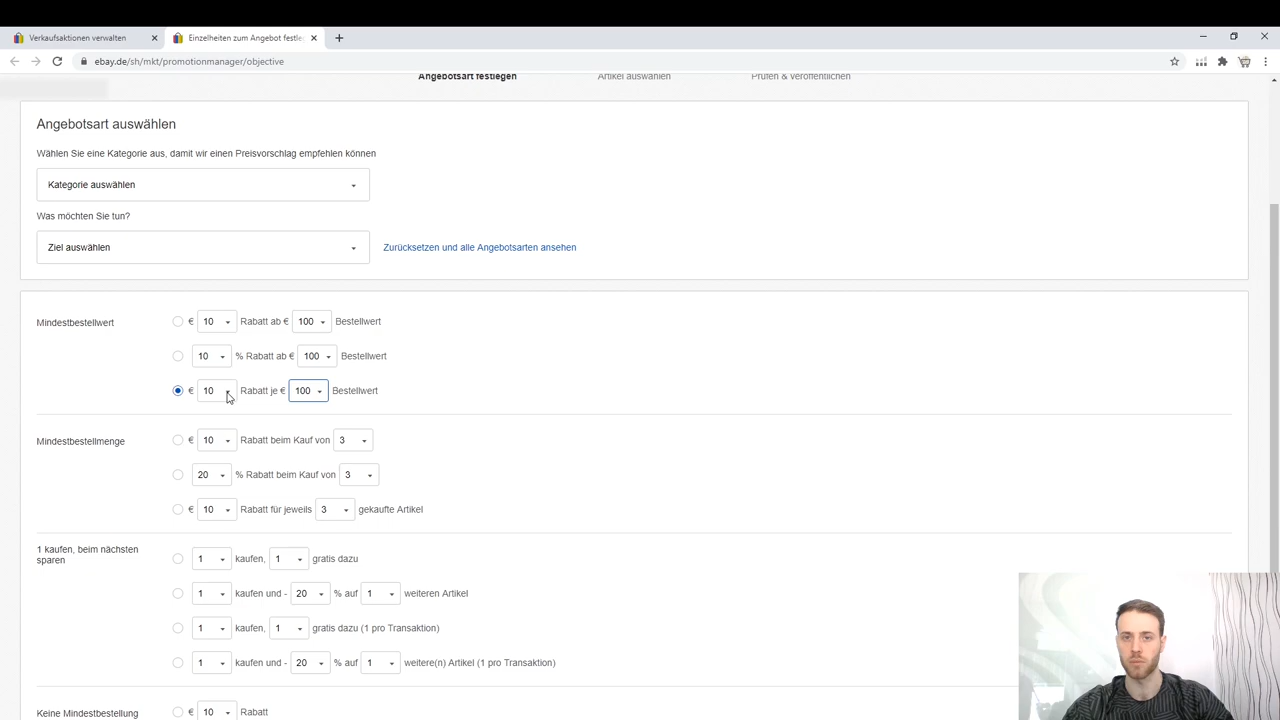 Verkaufsaktionen verwalten
Einzelheiten zum Angebot festle
ebay.de/sh/mkt/promotionmanager/objective
Angebotsart festlegen Artikel auswählen Prüfen & veröffentlichen
Angebotsart auswählen
Wählen Sie eine Kategorie aus, damit wir einen Preisvorschlag empfehlen können
Kategorie auswählen
Was möchten Sie tun?
Ziel auswählen Zurücksetzen und alle Angebotsarten ansehen
Mindestbestellwert € 10 Rabatt ab € 100 Bestellwert
10 % Rabatt ab € 100 Bestellwert
€ 10 Rabatt je € 100 Bestellwert
Mindestbestellmenge € 10 Rabatt beim Kauf von 3
20 % Rabatt beim Kauf von 3
€ 10 Rabatt für jeweils 3 gekaufte Artikel
1 kaufen, beim nächsten
sparen
1 kaufen, 1 gratis dazu
1 kaufen und - 20 % auf 1 weiteren Artikel
1 kaufen, 1 gratis dazu (1 pro Transaktion)
1 kaufen und - 20 % auf 1 weitere(n) Artikel (1 pro Transaktion)
Keine Mindestbestellung € 10 Rabatt